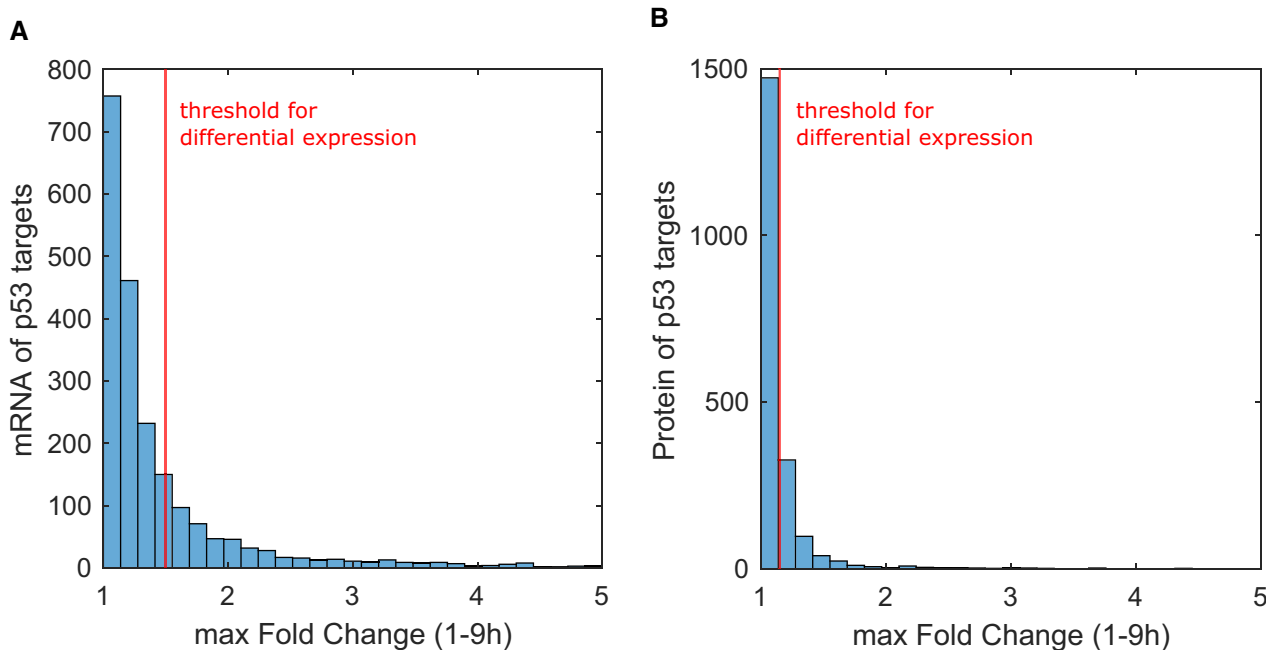 A
mRNA of p53 targets
800
700
600
500
400
300
200
100
0
threshold for
differential expression
1
2
3
4
5
max Fold Change (1-9h)
B
Protein of p53 targets
1500
1000
500
0
threshold for
differential expression
1
2
3
4
5
max Fold Change (1-9h)